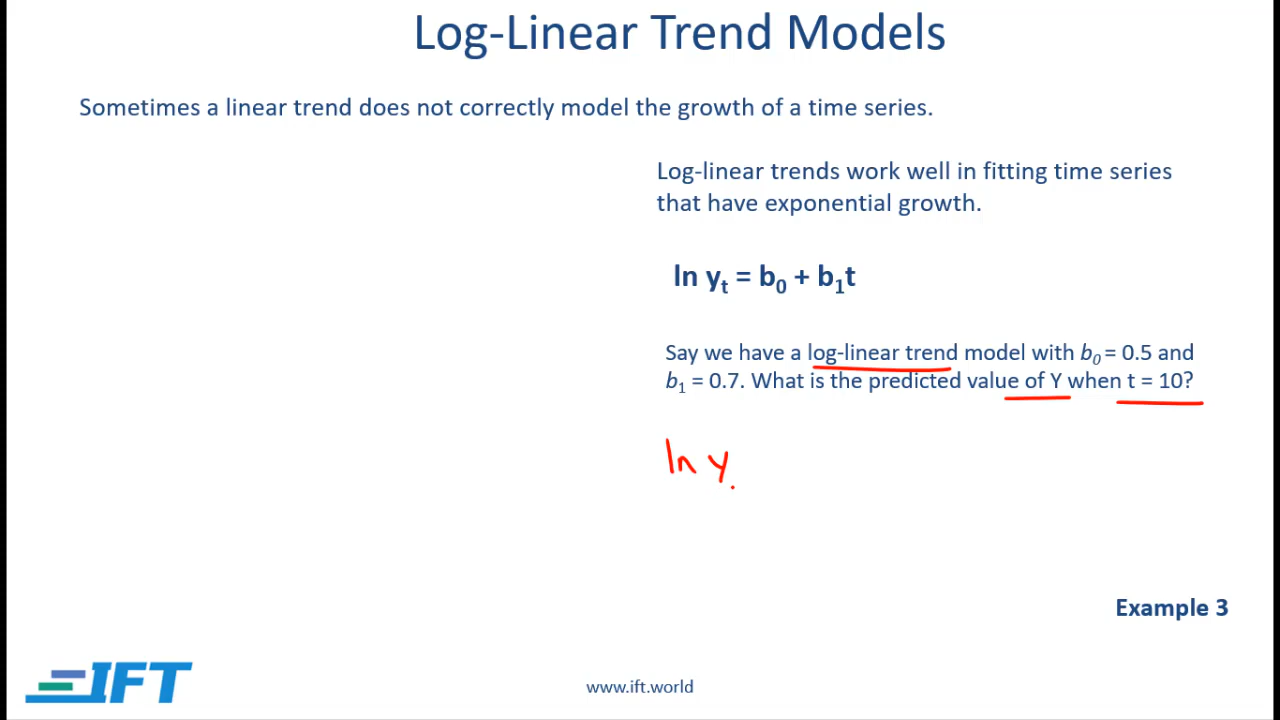 Log-Linear Trend Models
Sometimes a linear trend does not correctly model the growth of a time series.
Log-linear trends work well in fitting time series
that have exponential growth.
ln yₜ = b₀ + b₁t
Say we have a log-linear trend model with b₀ = 0.5 and
b₁ = 0.7. What is the predicted value of Y when t = 10?
ln y
Example 3
IFT
www.ift.world